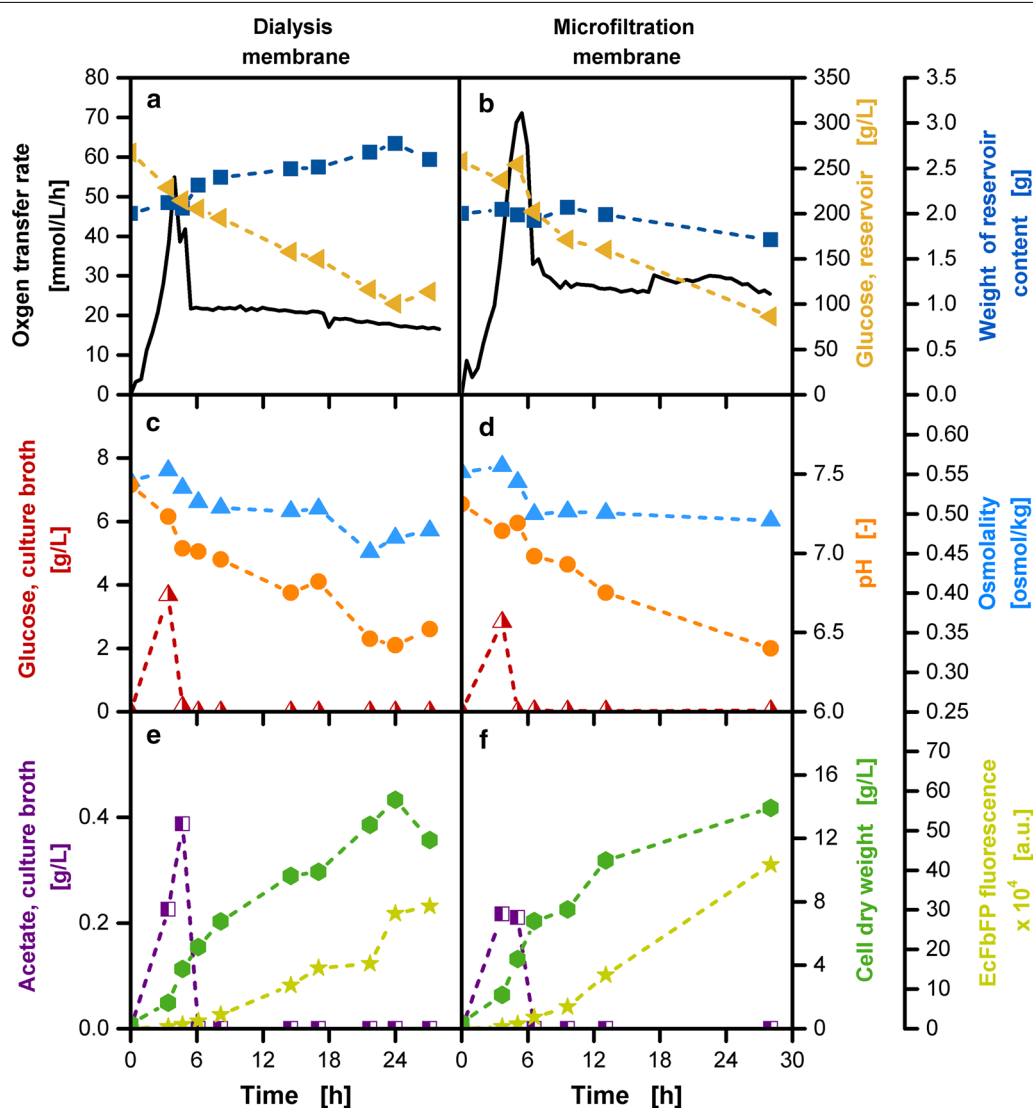 Dialysis
membrane
Microfiltration
membrane
Oxgen transfer rate
[mmol/L/h]
80
70
60
50
40
30
20
10
0
a
b
350
300
250
200
150
100
50
0
Glucose, reservoir [g/L]
3.5
3.0
2.5
2.0
1.5
1.0
0.5
0.0
Weight of reservoir
content [g]
Glucose, culture broth
[g/L]
8
6
4
2
0
c
d
7.5
7.0
6.5
6.0
pH [-]
0.60
0.55
0.50
0.45
0.40
0.35
0.30
0.25
Osmolality
[osmol/kg]
Acetate, culture broth
[g/L]
0.4
0.2
0.0
e
f
16
12
8
4
0
Cell dry weight [g/L]
70
60
50
40
30
20
10
0
EcFbFP fluorescence
x 10⁴ [a.u.]
0 6 12 18 24 0 6 12 18 24 30
Time [h] Time [h]